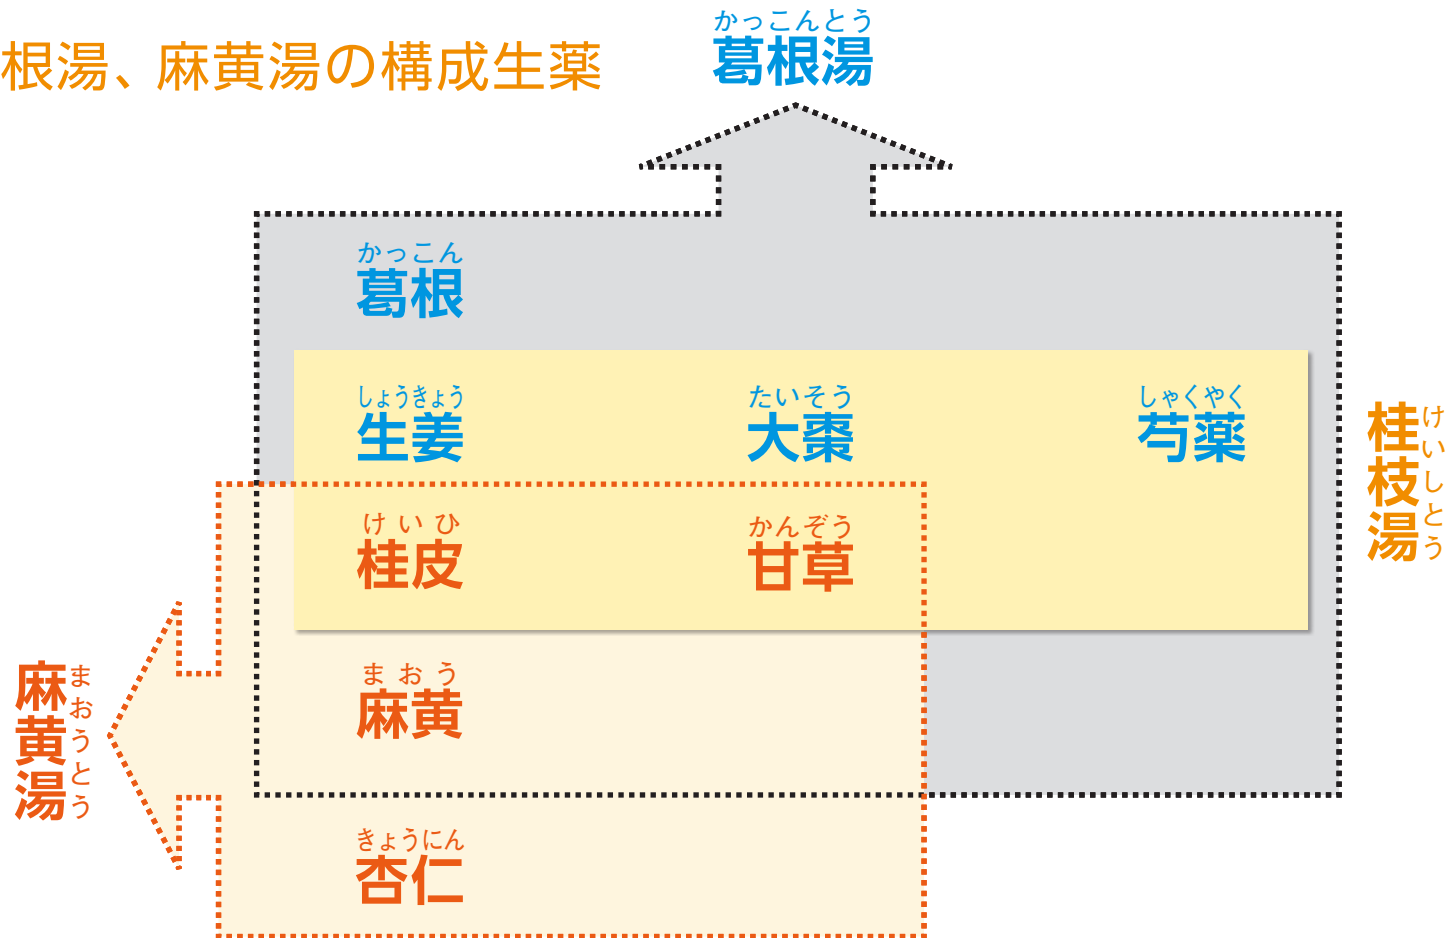 根湯、麻黄湯の構成生薬
かっこんとう
葛根湯
かっこん
葛根
しょうきょう
生姜
たいそう
大棗
しゃくやく
芍薬
けいひ
桂皮
かんぞう
甘草
まおう
麻黄
きょうにん
杏仁
けいしとう
桂枝湯
まおうとう
麻黄湯